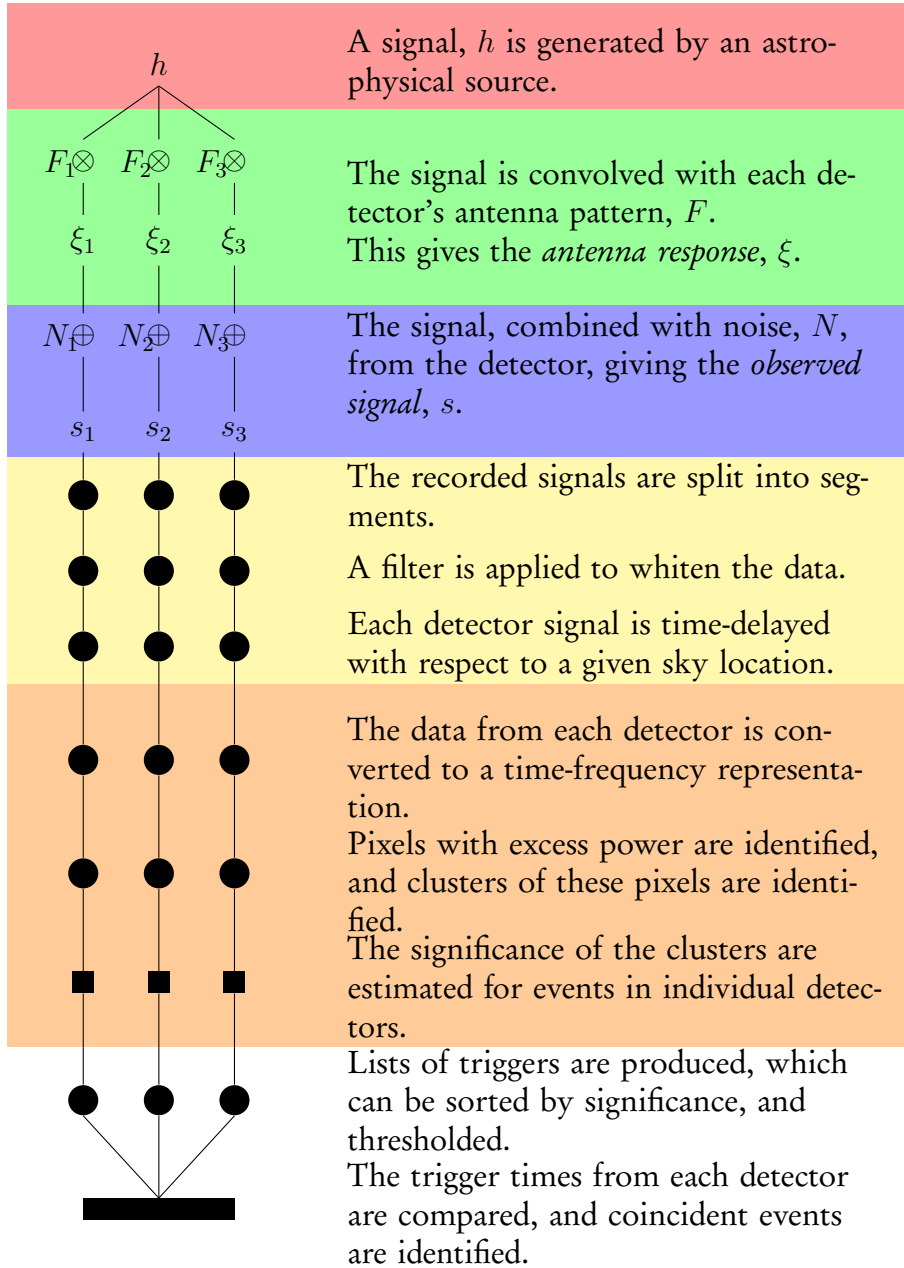 A signal, h is generated by an astro-
physical source.
h
F₁⊗ F₂⊗ F₃⊗
The signal is convolved with each de-
tector's antenna pattern, F.
This gives the antenna response, ξ.
ξ₁ ξ₂ ξ₃
N₁⊕ N₂⊕ N₃⊕
The signal, combined with noise, N,
from the detector, giving the observed
signal, s.
s₁ s₂ s₃
The recorded signals are split into seg-
ments.
A filter is applied to whiten the data.
Each detector signal is time-delayed
with respect to a given sky location.
The data from each detector is con-
verted to a time-frequency representa-
tion.
Pixels with excess power are identified,
and clusters of these pixels are identi-
fied.
The significance of the clusters are
estimated for events in individual detec-
tors.
Lists of triggers are produced, which
can be sorted by significance, and
thresholded.
The trigger times from each detector
are compared, and coincident events
are identified.